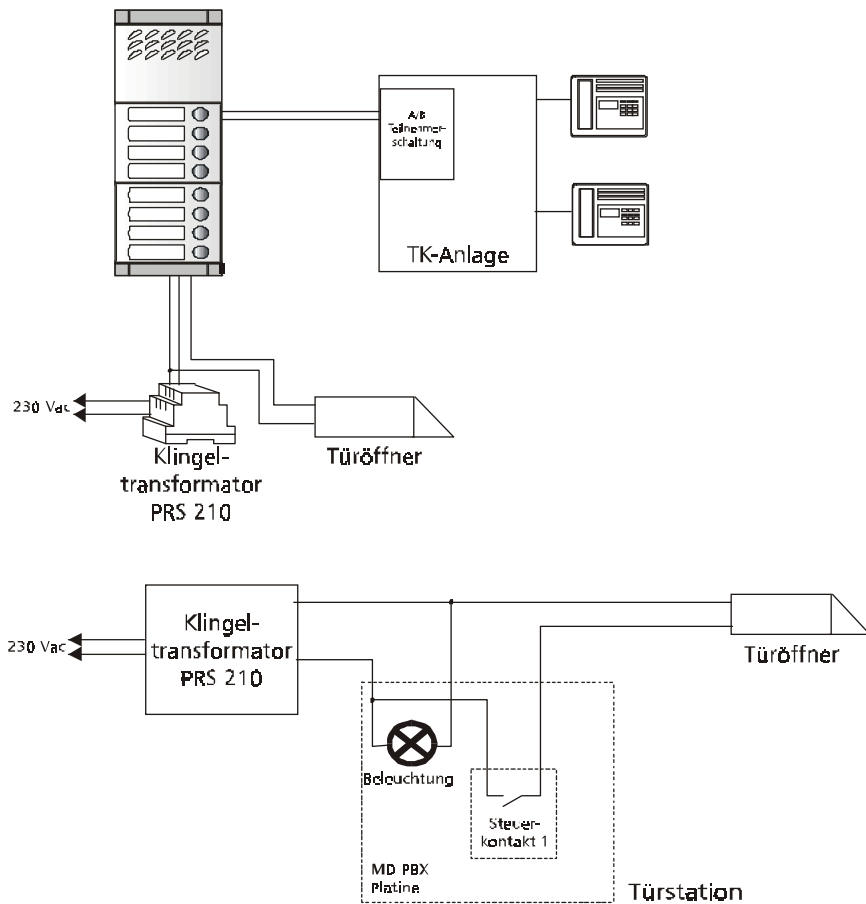 A/B
Teilnehmer-
schaltung
TK-Anlage
230 Vac
Klingel-
transformator
PRS 210
Türöffner
Klingel-
transformator
PRS 210
230 Vac
Türöffner
Beleuchtung
Steuer-
kontakt 1
MD PBX
Platine
Türstation